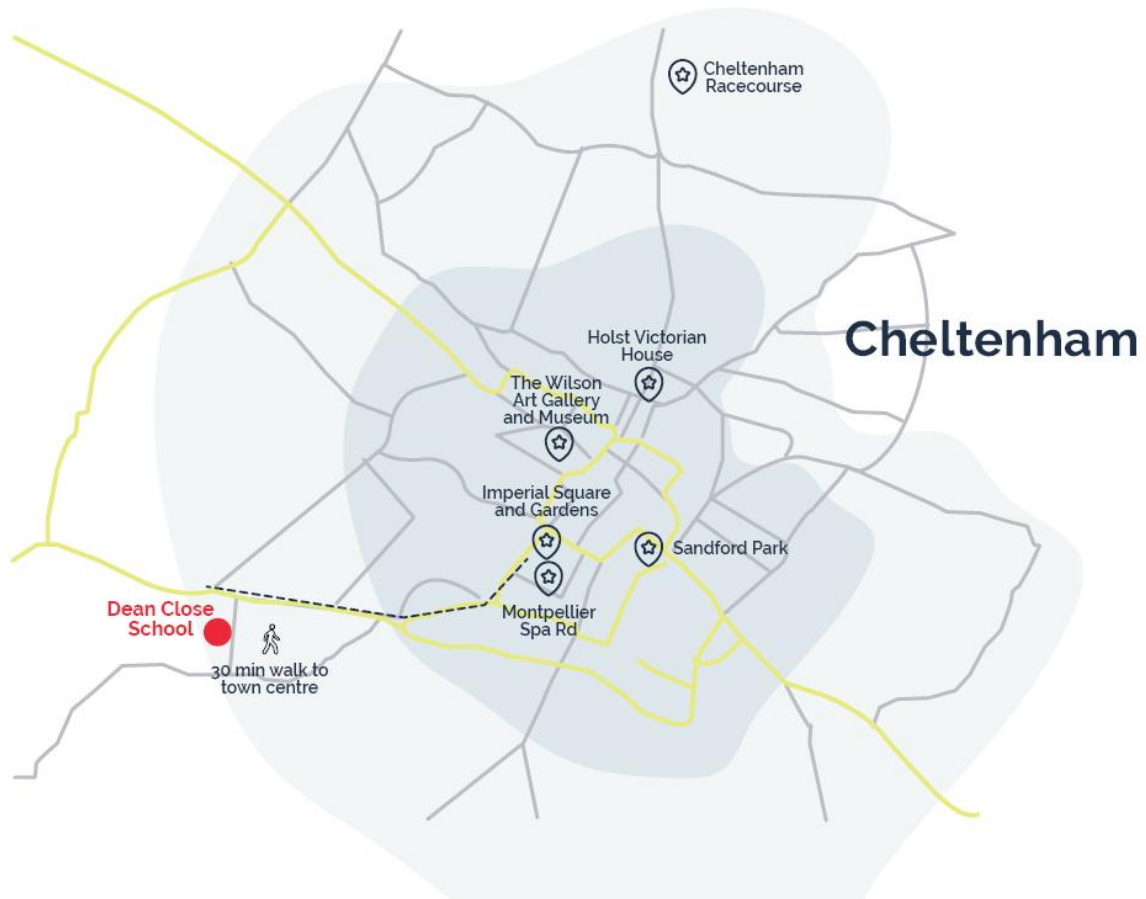 Cheltenham
Racecourse
Cheltenham
Holst Victorian
House
The Wilson
Art Gallery
and Museum
Imperial Square
and Gardens
Sandford Park
Montpellier
Spa Rd
Dean Close
School
30 min walk to
town centre